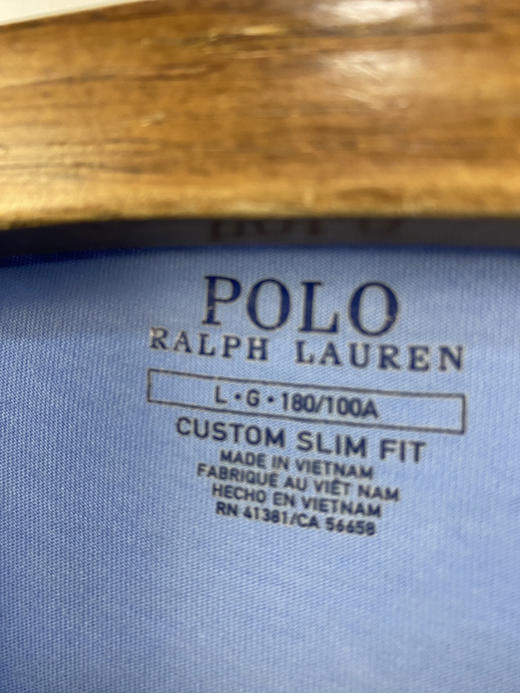 POLO
RALPH LAUREN
L • G • 180/100A
CUSTOM SLIM FIT
MADE IN VIETNAM
FABRIQUÉ AU VIÊT NAM
HECHO EN VIETNAM
RN 41381/CA 56658